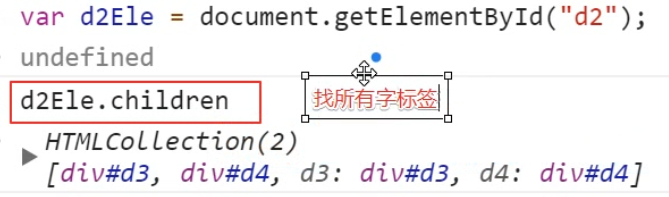 var d2Ele = document.getElementById("d2");
undefined
d2Ele.children 找所有字标签
HTMLCollection(2)
[div#d3, div#d4, d3: div#d3, d4: div#d4]